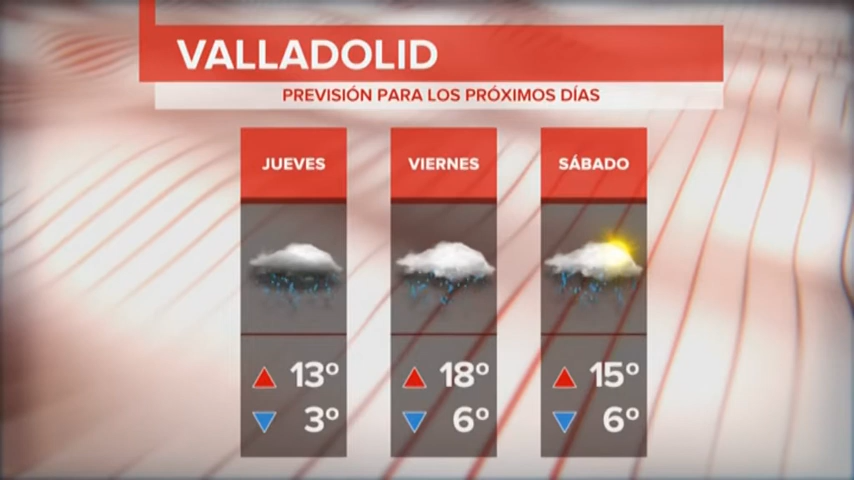 VALLADOLID
PREVISIÓN PARA LOS PRÓXIMOS DÍAS
JUEVES VIERNES SÁBADO
13º 18º 15º
3º 6º 6º